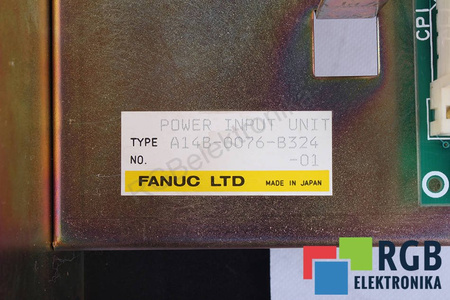 CP1
POWER INPUT UNIT
TYPE A14B-0076-B324
NO. -01
FANUC LTD MADE IN JAPAN
RGB
ELEKTRONIKA